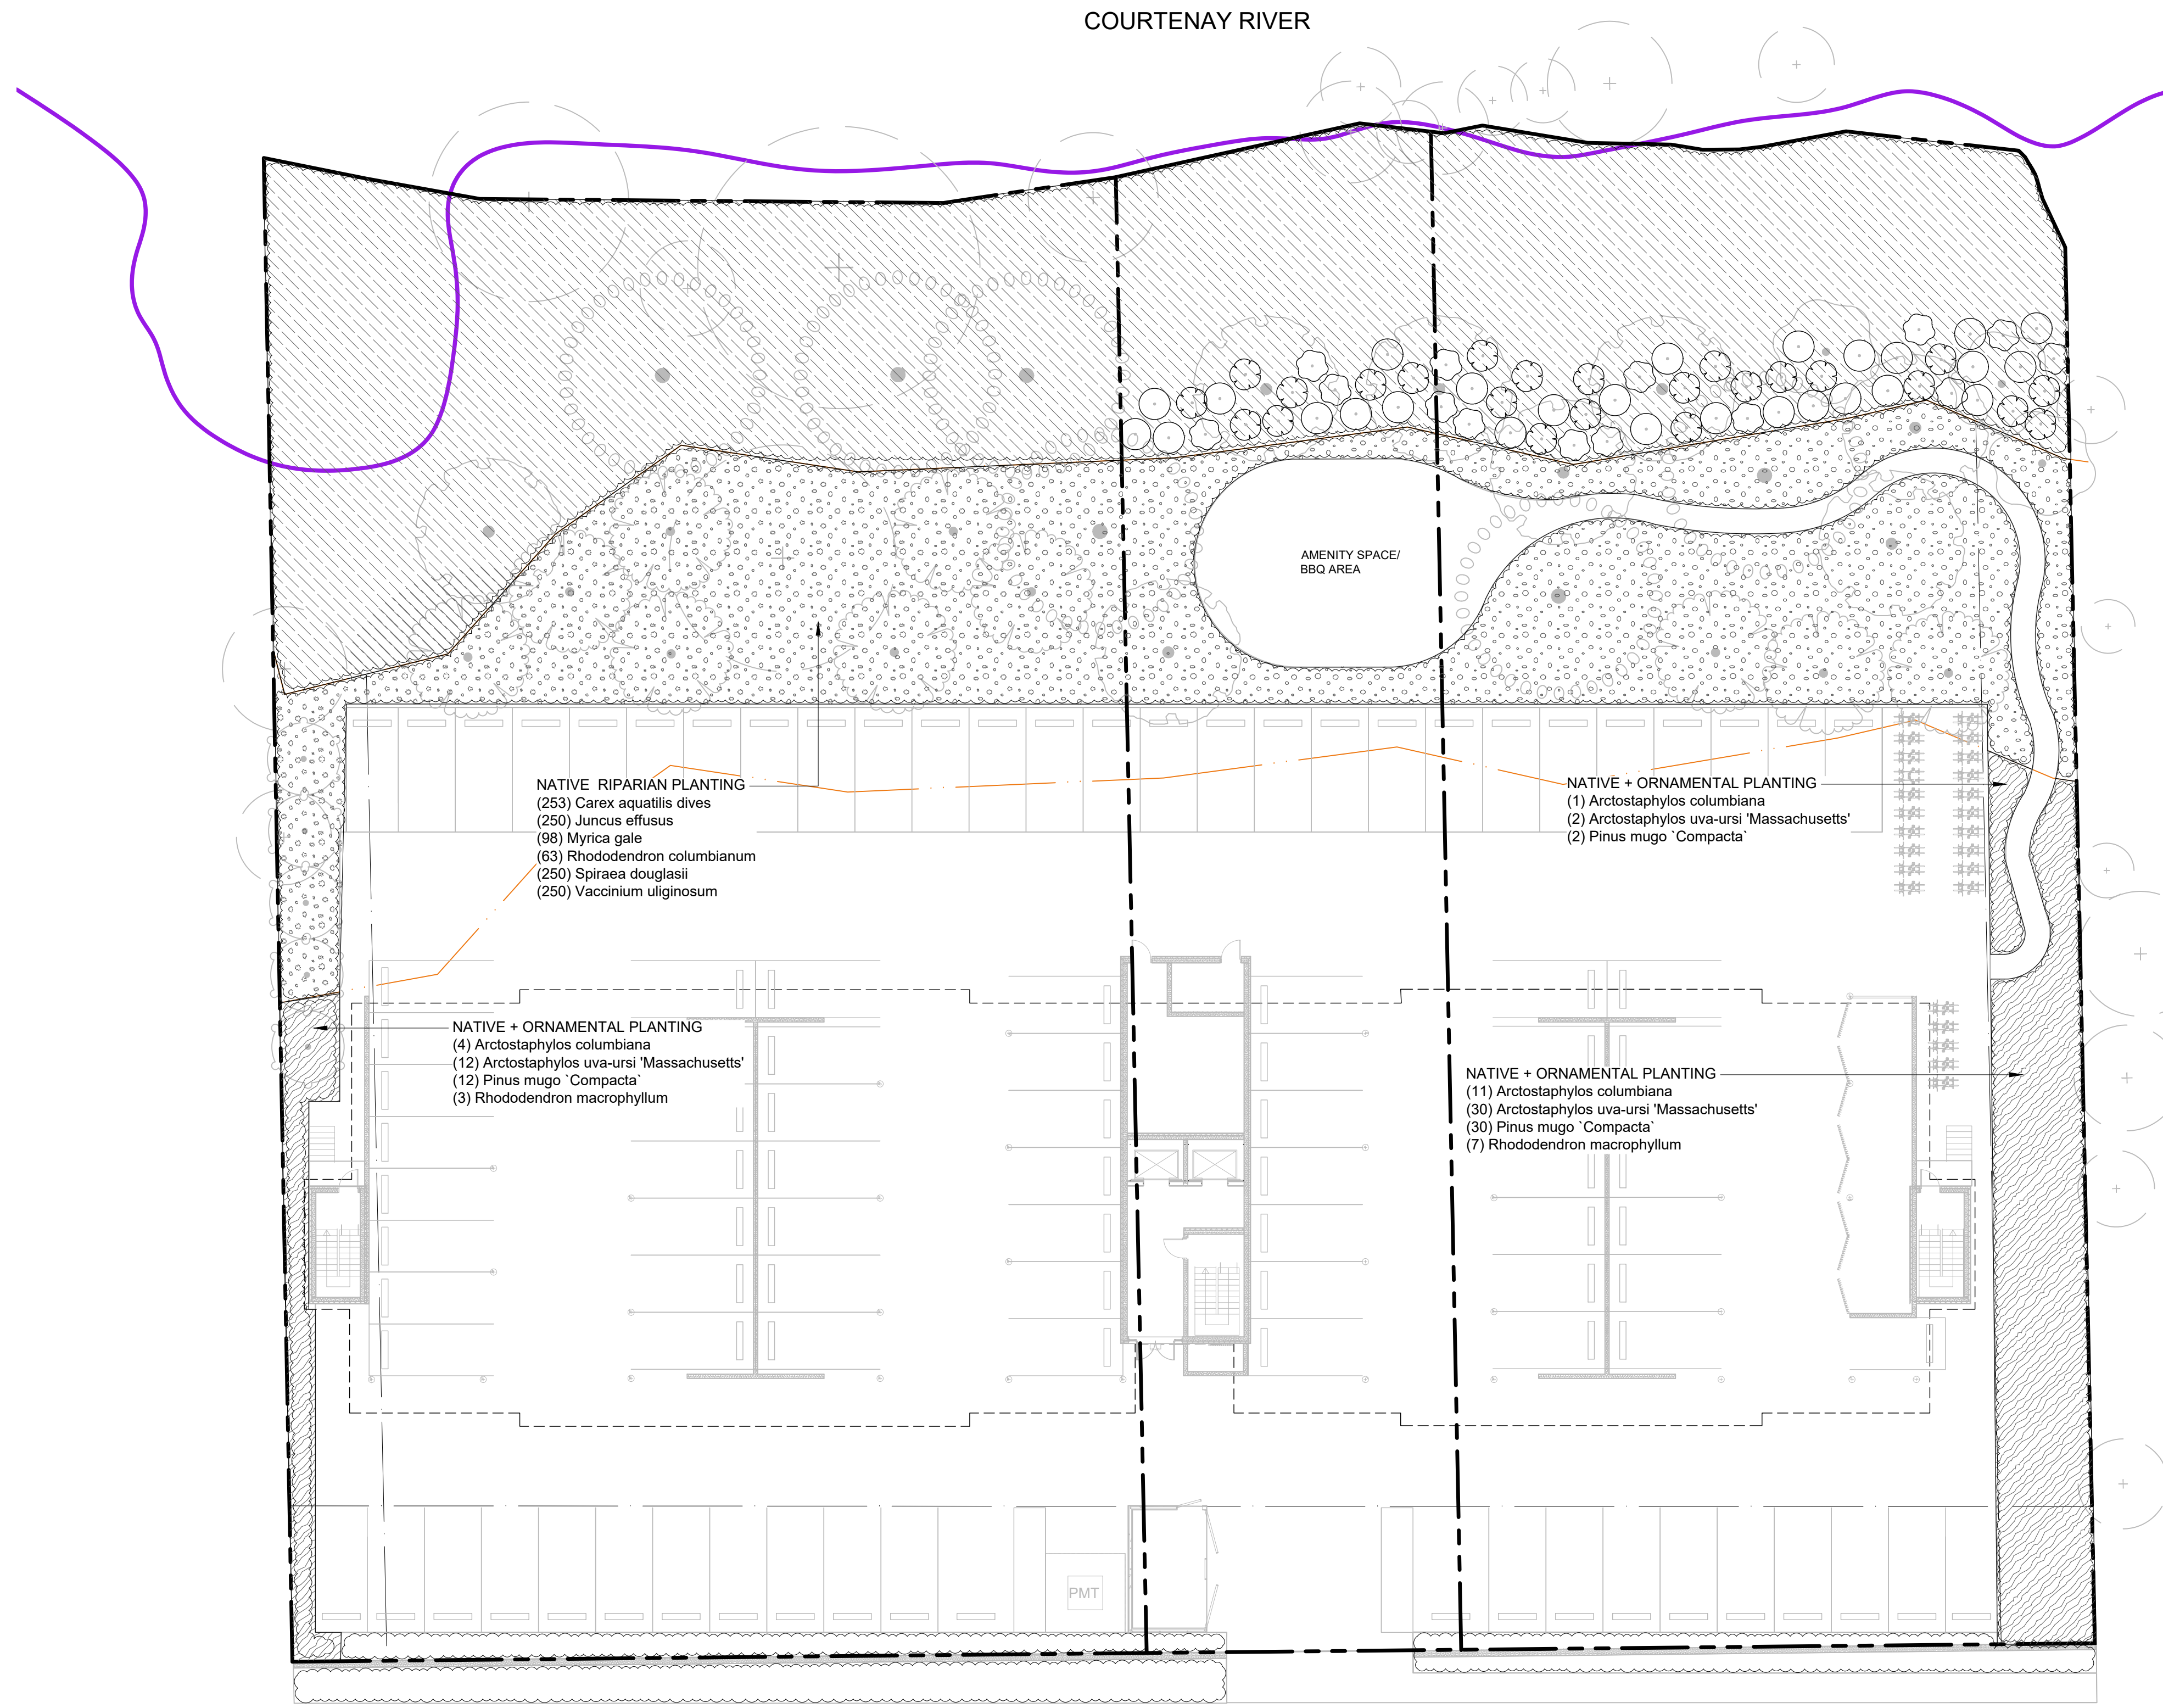 COURTENAY RIVER
AMENITY SPACE/
BBQ AREA
NATIVE  RIPARIAN PLANTING
(253) Carex aquatilis dives
(250) Juncus effusus
(98) Myrica gale
(63) Rhododendron columbianum
(250) Spiraea douglasii
(250) Vaccinium uliginosum
NATIVE + ORNAMENTAL PLANTING
(1) Arctostaphylos columbiana
(2) Arctostaphylos uva-ursi 'Massachusetts'
(2) Pinus mugo `Compacta`
NATIVE + ORNAMENTAL PLANTING
(4) Arctostaphylos columbiana
(12) Arctostaphylos uva-ursi 'Massachusetts'
(12) Pinus mugo `Compacta`
(3) Rhododendron macrophyllum
NATIVE + ORNAMENTAL PLANTING
(11) Arctostaphylos columbiana
(30) Arctostaphylos uva-ursi 'Massachusetts'
(30) Pinus mugo `Compacta`
(7) Rhododendron macrophyllum
PMT